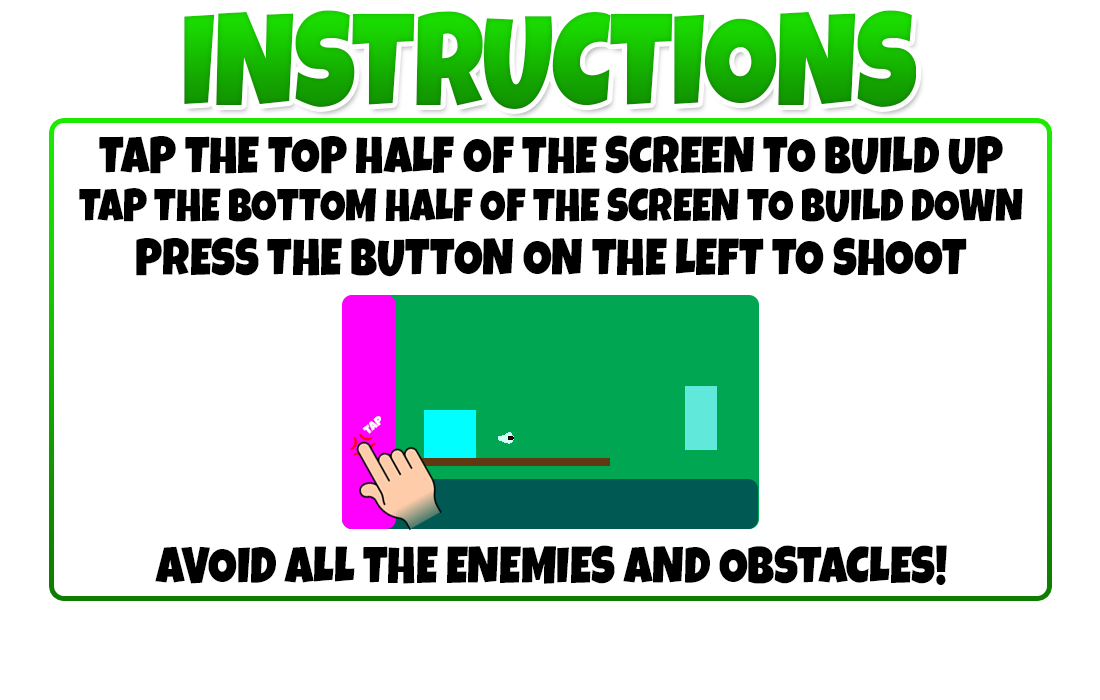 INSTRUCTIONS
TAP THE TOP HALF OF THE SCREEN TO BUILD UP
TAP THE BOTTOM HALF OF THE SCREEN TO BUILD DOWN
PRESS THE BUTTON ON THE LEFT TO SHOOT
TAP
AVOID ALL THE ENEMIES AND OBSTACLES!